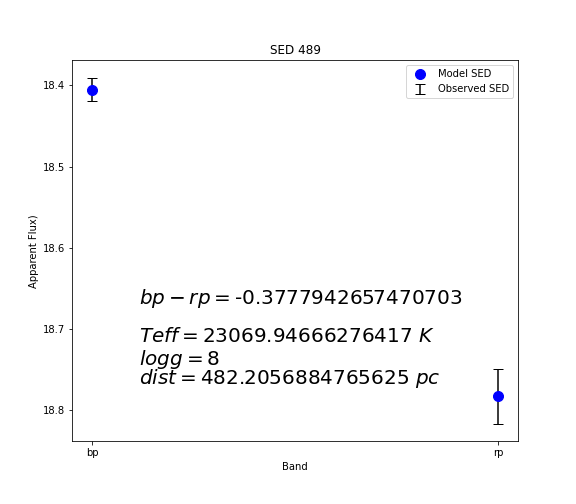 SED 489
Model SED
Observed SED
18.4
18.5
18.6
18.7
18.8
Apparent Flux)
bp − rp = -0.3777942657470703
Teff = 23069.94666276417 K
logg = 8
dist = 482.2056884765625 pc
bp
rp
Band